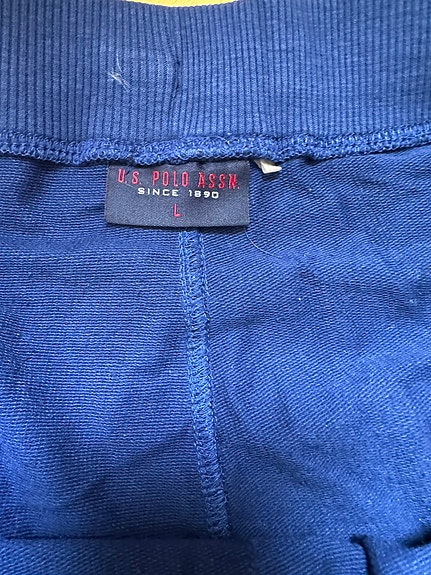 U.S. POLO ASSN.
SINCE 1890
L